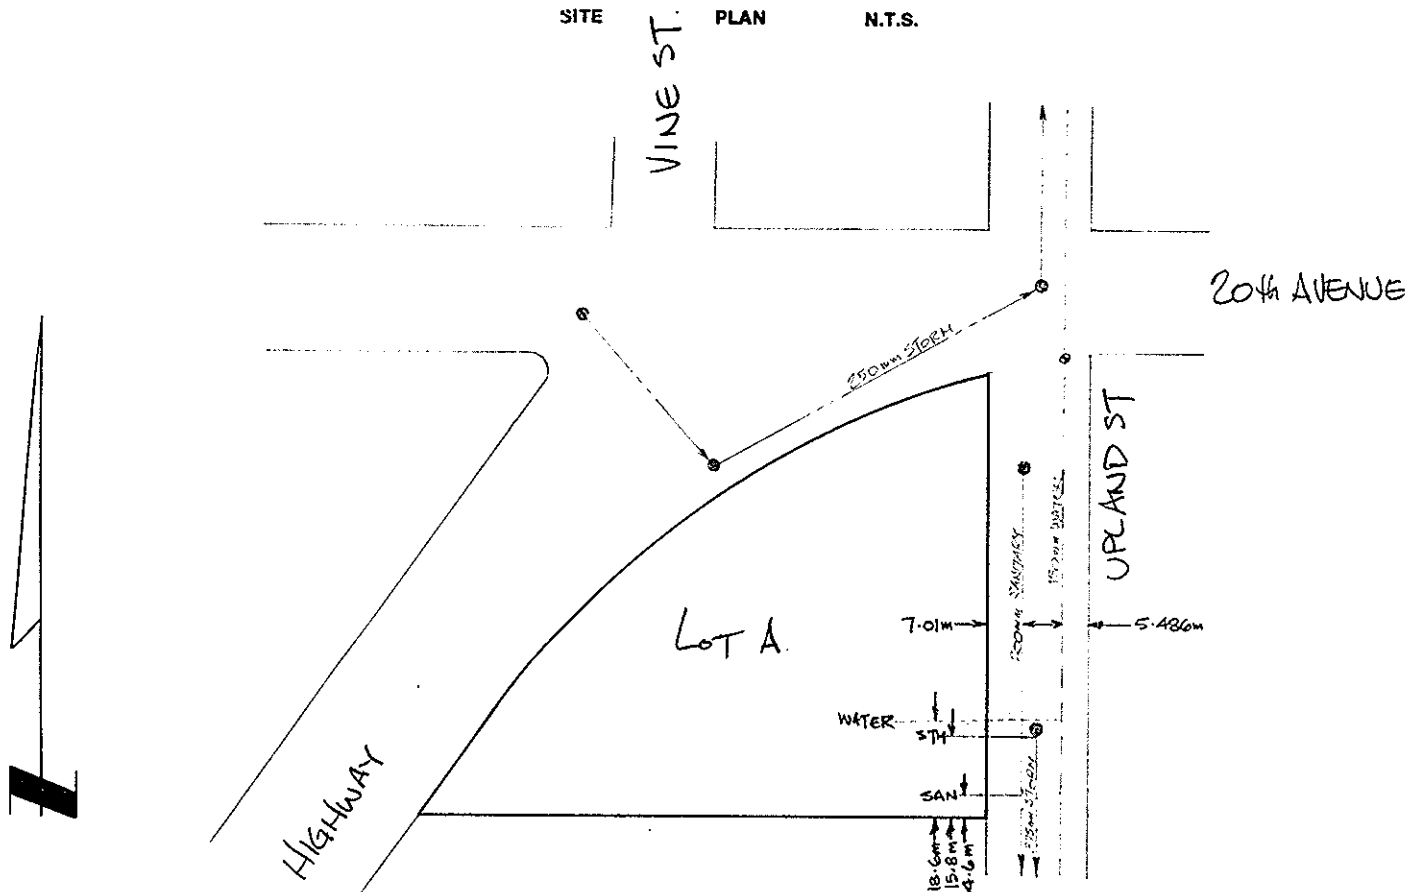 SITE PLAN N.T.S.
VINE ST.
20th AVENUE
250mm STORM
UPLAND ST
200mm SANITARY
150mm WATER
7.01m
5.486m
LOT A.
WATER
STM
SAN
HIGHWAY
18.6m
15.8m
4.6m